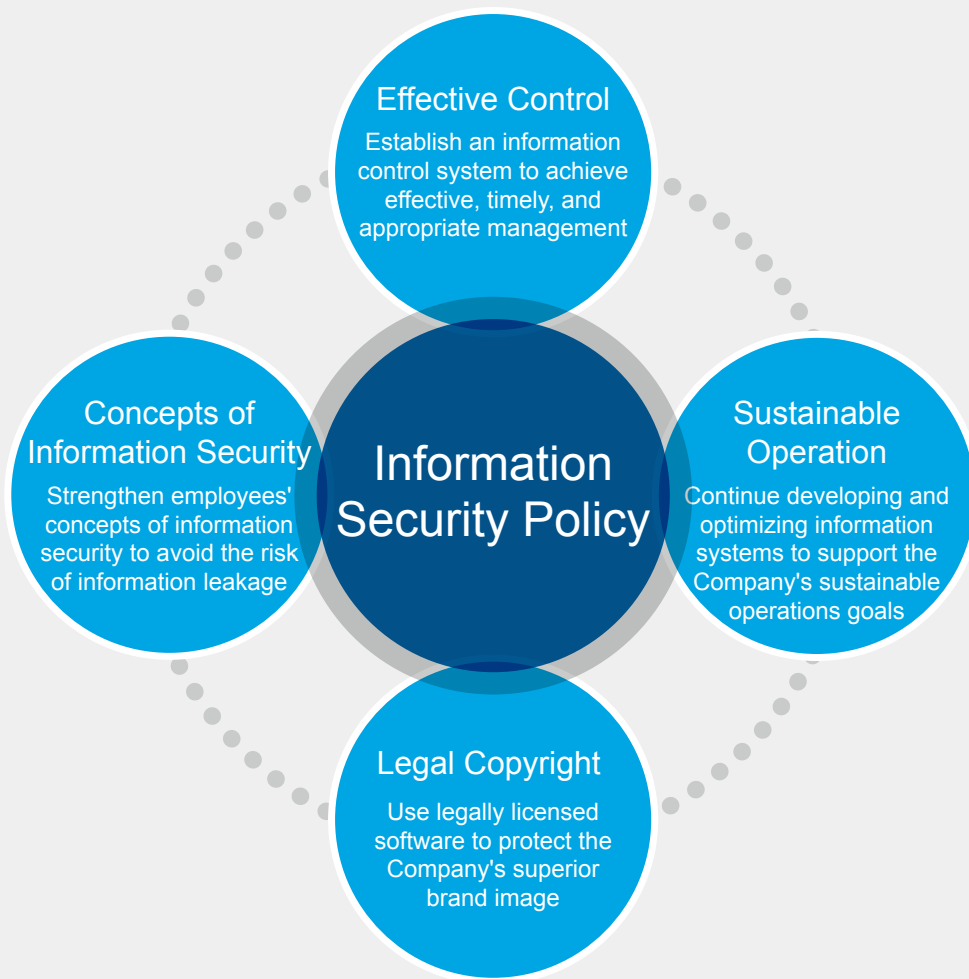 Effective Control
Establish an information
control system to achieve
effective, timely, and
appropriate management
Concepts of
Information Security
Strengthen employees'
concepts of information
security to avoid the risk
of information leakage
Information
Security Policy
Sustainable
Operation
Continue developing and
optimizing information
systems to support the
Company's sustainable
operations goals
Legal Copyright
Use legally licensed
software to protect the
Company's superior
brand image